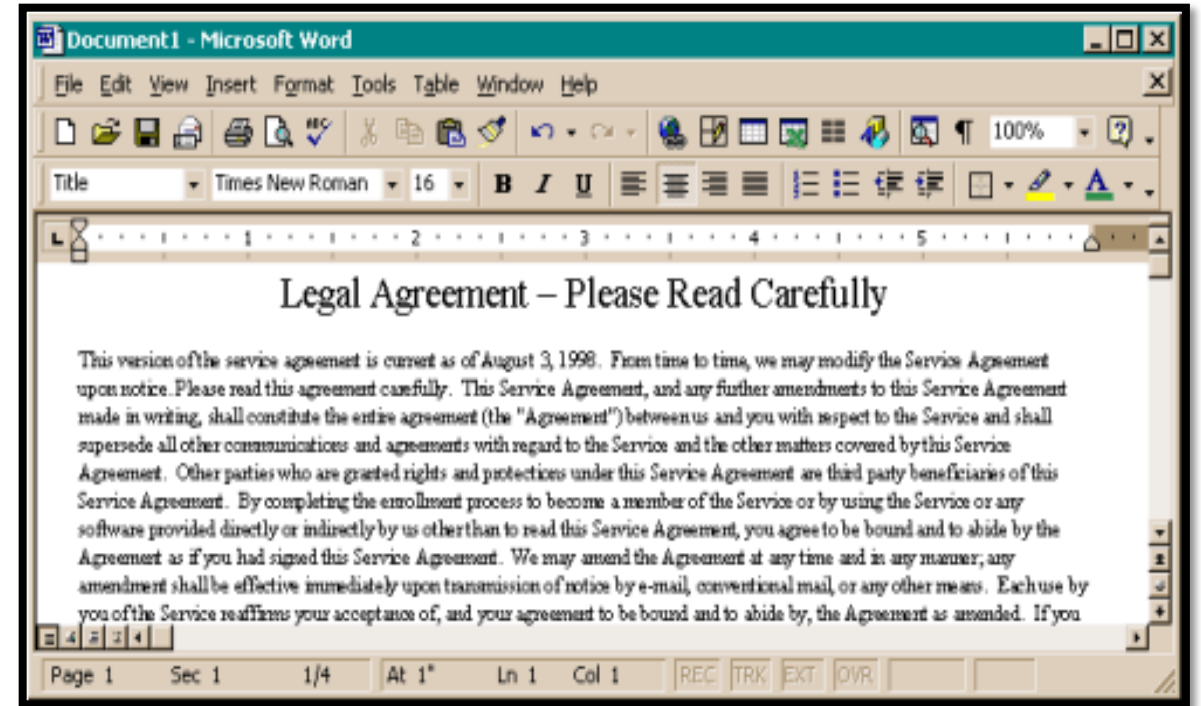 Document1 - Microsoft Word
File Edit View Insert Format Tools Table Window Help
ABC 100%
Title Times New Roman 16 B I U A
1 2 3 4 5
Legal Agreement – Please Read Carefully
This version of the service agreement is current as of August 3, 1998. From time to time, we may modify the Service Agreement
upon notice. Please read this agreement carefully. This Service Agreement, and any further amendments to this Service Agreement
made in writing, shall constitute the entire agreement (the "Agreement") between us and you with respect to the Service and shall
supersede all other communications and agreements with regard to the Service and the other matters covered by this Service
Agreement. Other parties who are granted rights and protections under this Service Agreement are third party beneficiaries of this
Service Agreement. By completing the enrollment process to become a member of the Service or by using the Service or any
software provided directly or indirectly by us other than to read this Service Agreement, you agree to be bound and to abide by the
Agreement as if you had signed this Service Agreement. We may amend the Agreement at any time and in any manner; any
amendment shall be effective immediately upon transmission of notice by e-mail, conventional mail, or any other means. Each use by
you of the Service reaffirms your acceptance of, and your agreement to be bound and to abide by, the Agreement as amended. If you
Page 1 Sec 1 1/4 At 1" Ln 1 Col 1 REC TRK EXT OVR